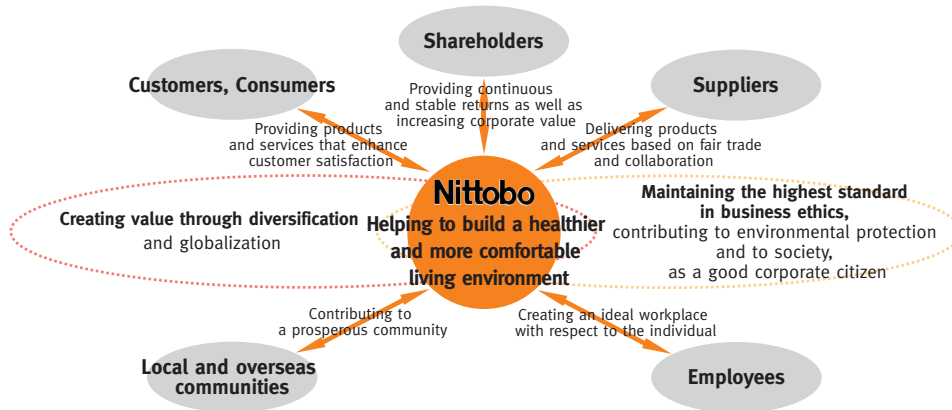 Shareholders
Customers, Consumers
Suppliers
Providing continuous
and stable returns as well as
increasing corporate value
Providing products
and services that enhance
customer satisfaction
Delivering products
and services based on fair trade
and collaboration
Nittobo
Helping to build a healthier
and more comfortable
living environment
Creating value through diversification
and globalization
Maintaining the highest standard
in business ethics,
contributing to environmental protection
and to society,
as a good corporate citizen
Contributing to
a prosperous community
Creating an ideal workplace
with respect to the individual
Local and overseas
communities
Employees